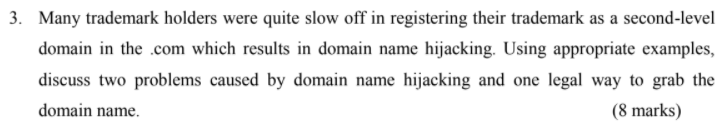 3. Many trademark holders were quite slow off in registering their trademark as a second-level
domain in the .com which results in domain name hijacking. Using appropriate examples,
discuss two problems caused by domain name hijacking and one legal way to grab the
domain name. (8 marks)